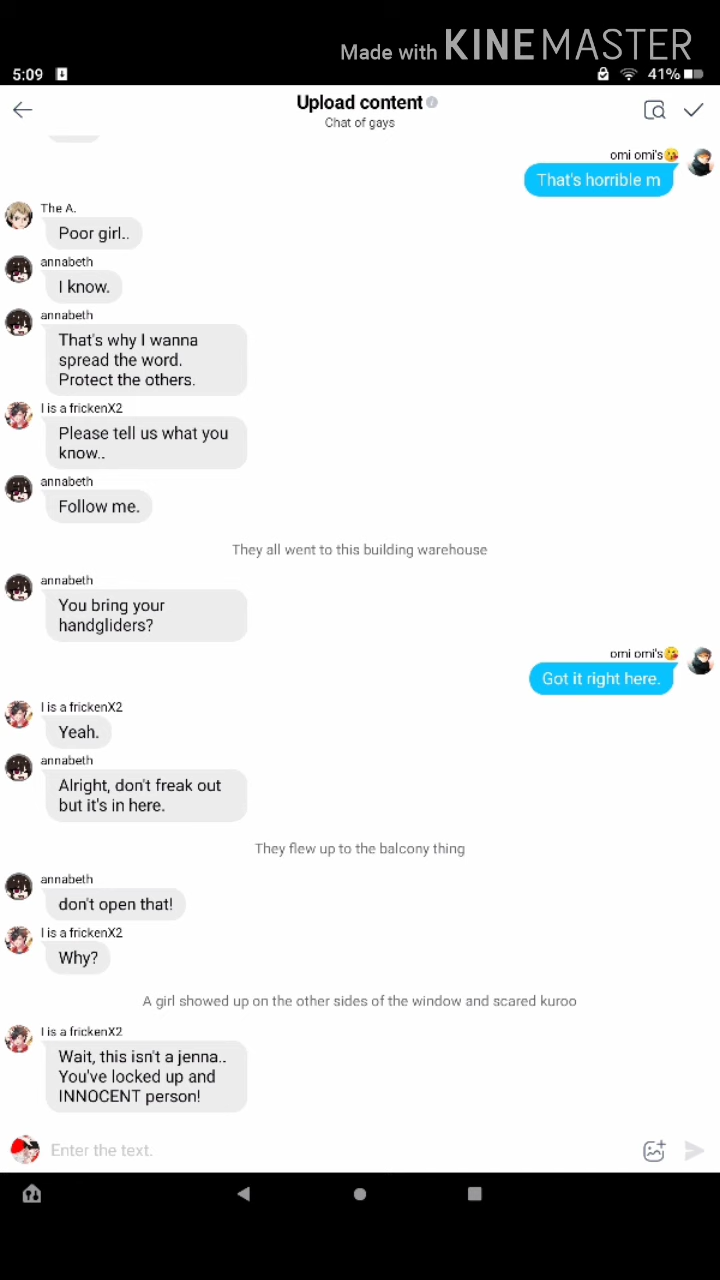 Made with KINEMASTER
5:09
41%
Upload content
Chat of gays
omi omi's😘
That's horrible m
The A.
Poor girl..
annabeth
I know.
annabeth
That's why I wanna
spread the word.
Protect the others.
I is a frickenX2
Please tell us what you
know..
annabeth
Follow me.
They all went to this building warehouse
annabeth
You bring your
handgliders?
omi omi's😘
Got it right here.
I is a frickenX2
Yeah.
annabeth
Alright, don't freak out
but it's in here.
They flew up to the balcony thing
annabeth
don't open that!
I is a frickenX2
Why?
A girl showed up on the other sides of the window and scared kuroo
I is a frickenX2
Wait, this isn't a jenna..
You've locked up and
INNOCENT person!
Enter the text.